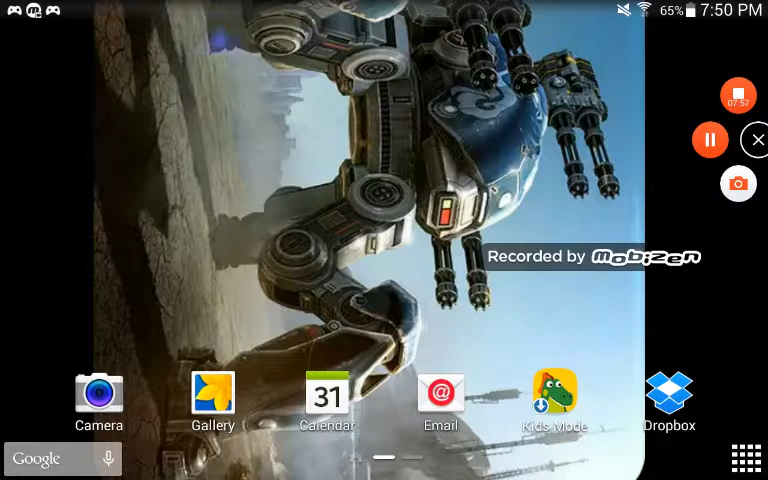 65% 7:50 PM
07:57
Recorded by Mobizen
31
Camera
Gallery
Calendar
Email
Kids Mode
Dropbox
Google